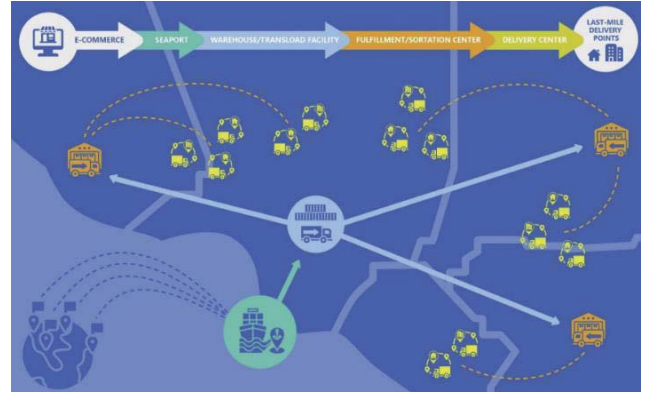 E-COMMERCE
SEAPORT
WAREHOUSE/TRANSLOAD FACILITY
FULFILLMENT/SORTATION CENTER
DELIVERY CENTER
LAST-MILE
DELIVERY
POINTS